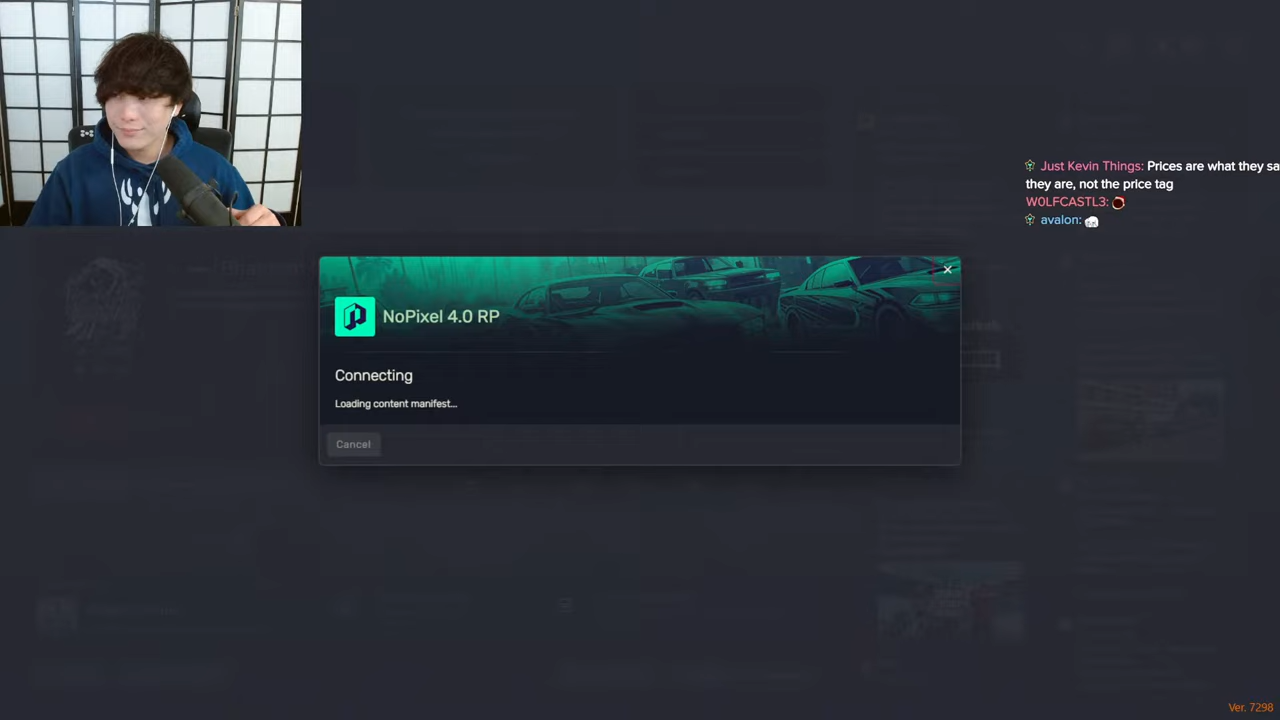 Just Kevin Things: Prices are what they sa
they are, not the price tag
W0LFCASTL3:
avalon:
NoPixel 4.0 RP
Connecting
Loading content manifest...
Cancel
Ver. 7298